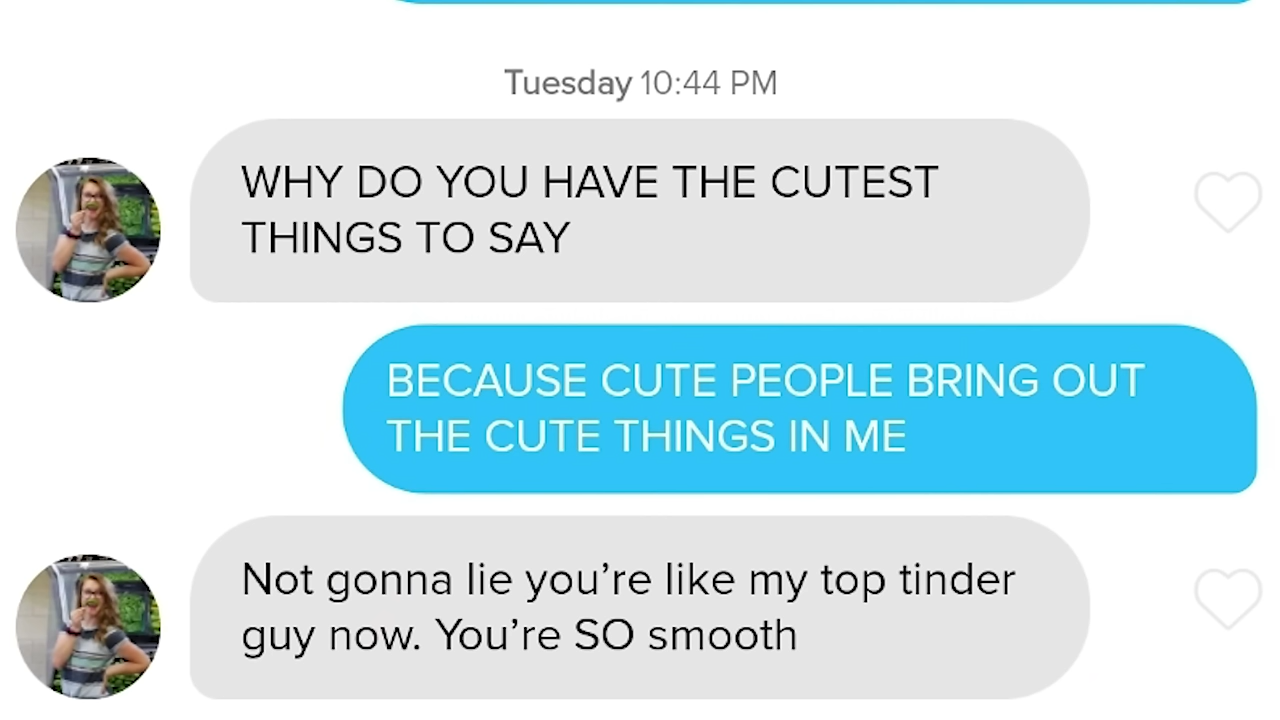 Tuesday 10:44 PM
WHY DO YOU HAVE THE CUTEST
THINGS TO SAY
BECAUSE CUTE PEOPLE BRING OUT
THE CUTE THINGS IN ME
Not gonna lie you’re like my top tinder
guy now. You’re SO smooth